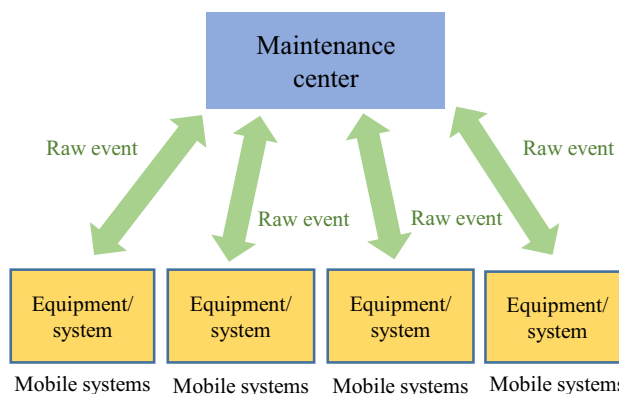 Maintenance
center
Raw event
Raw event
Raw event
Raw event
Equipment/
system
Equipment/
system
Equipment/
system
Equipment/
system
Mobile systems
Mobile systems
Mobile systems
Mobile systems